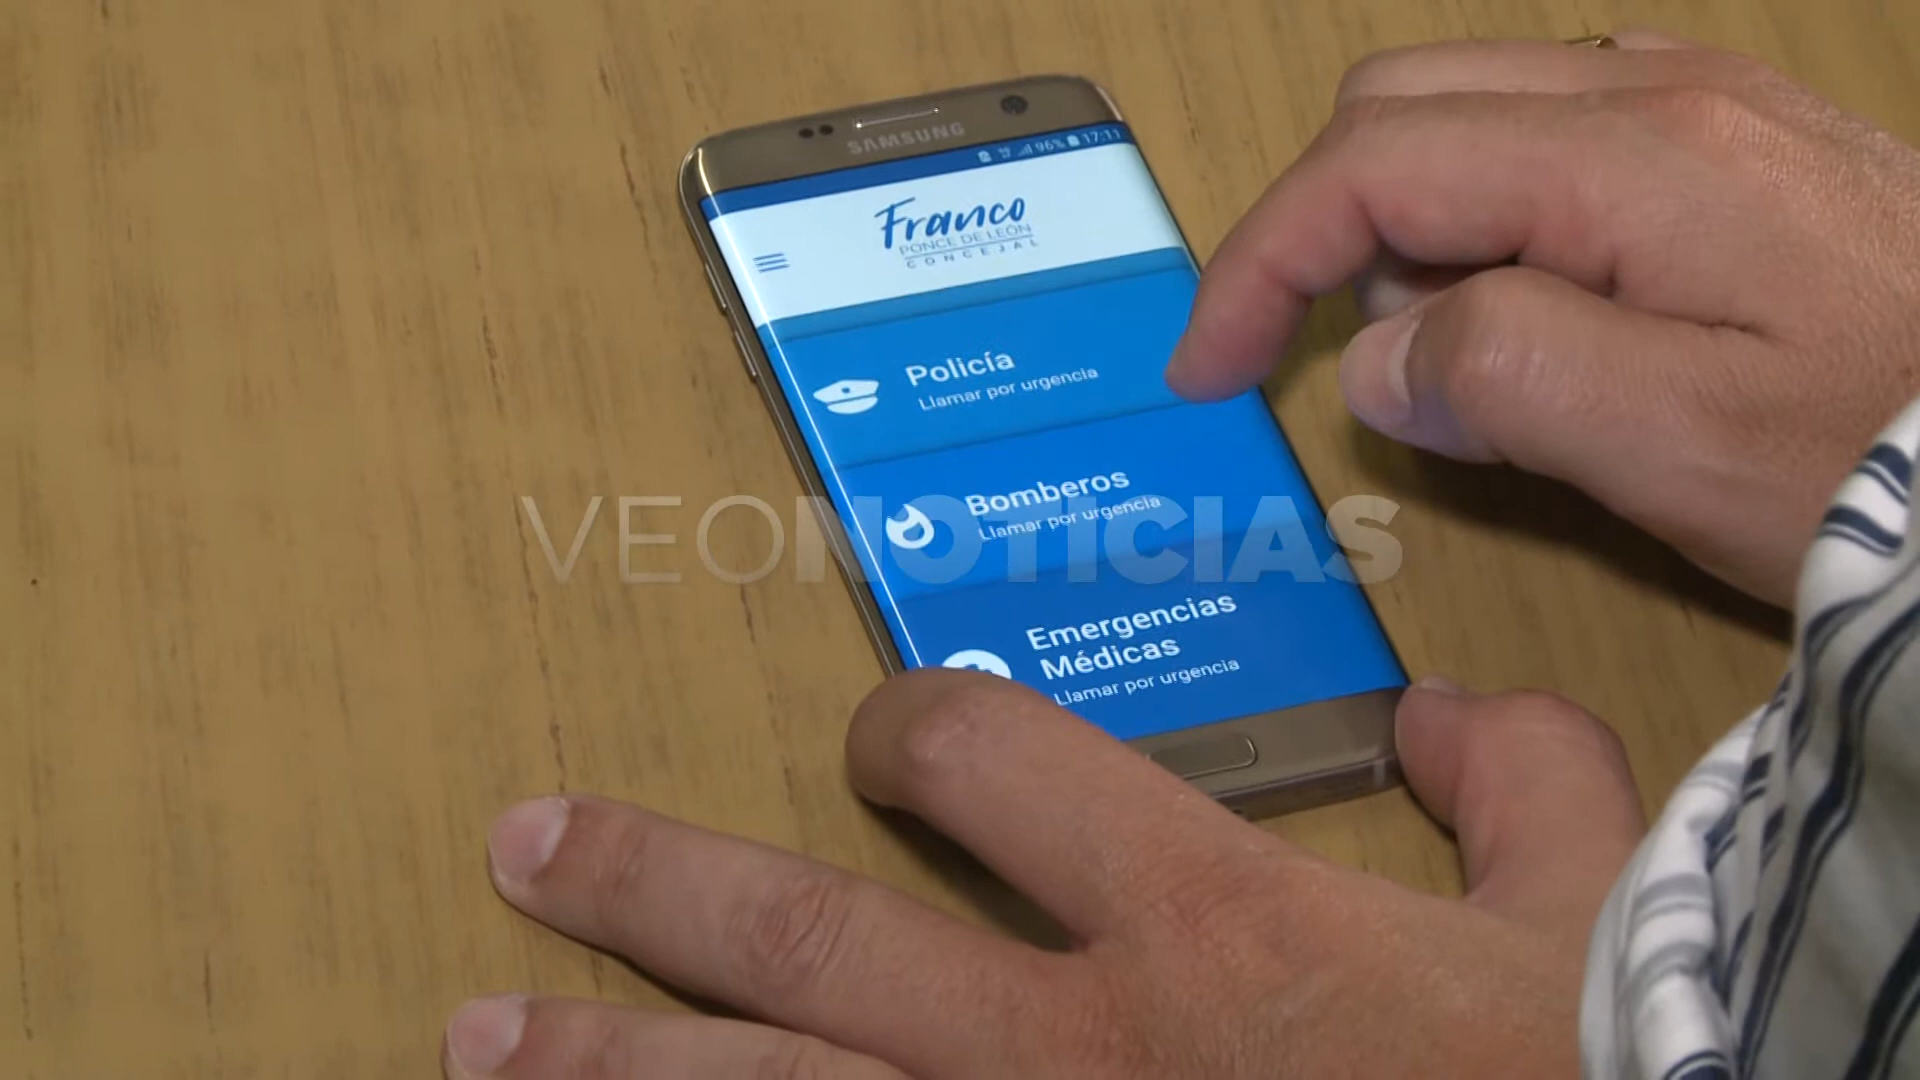 SAMSUNG
96% 17:11
Franco
PONCE DE LEÓN
CONCEJAL
Policía
Llamar por urgencia
Bomberos
Llamar por urgencia
VEONOTICIAS
Emergencias
Médicas
Llamar por urgencia